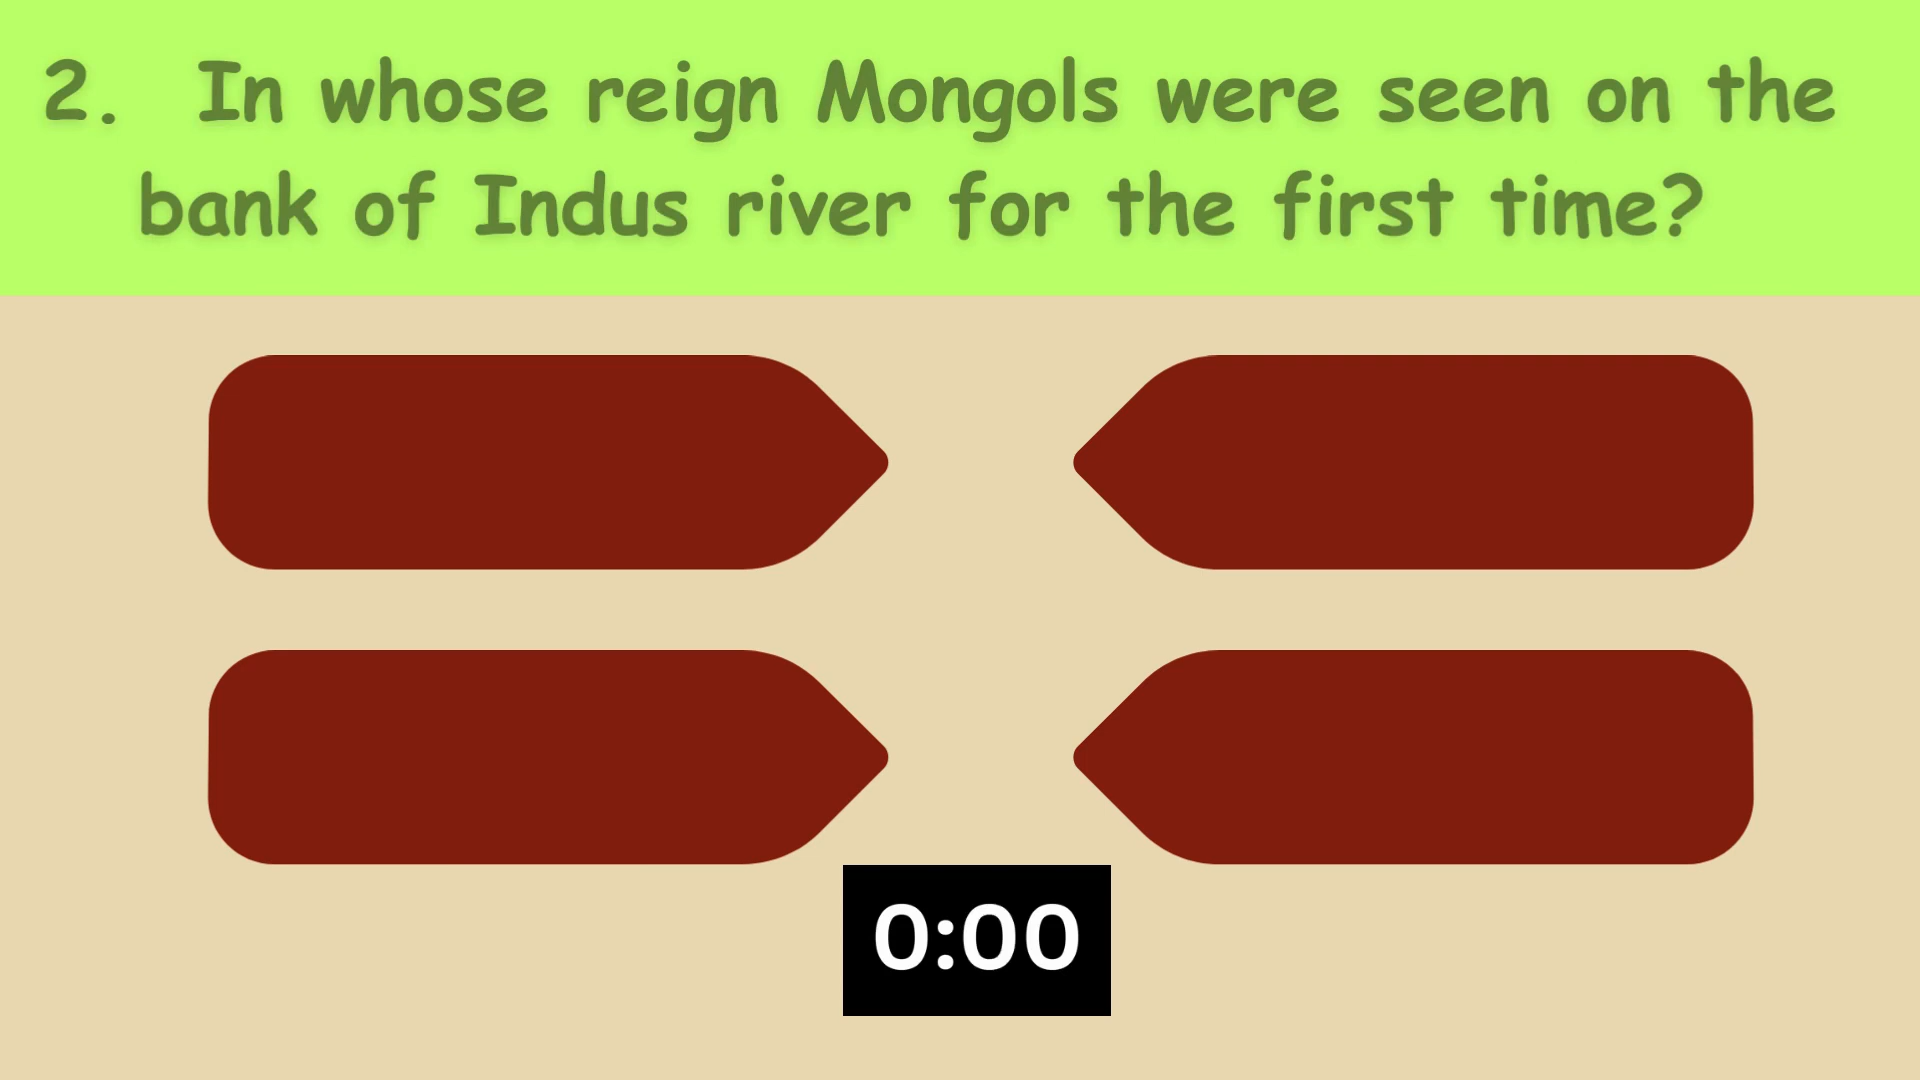 2. In whose reign Mongols were seen on the
bank of Indus river for the first time?
0:00